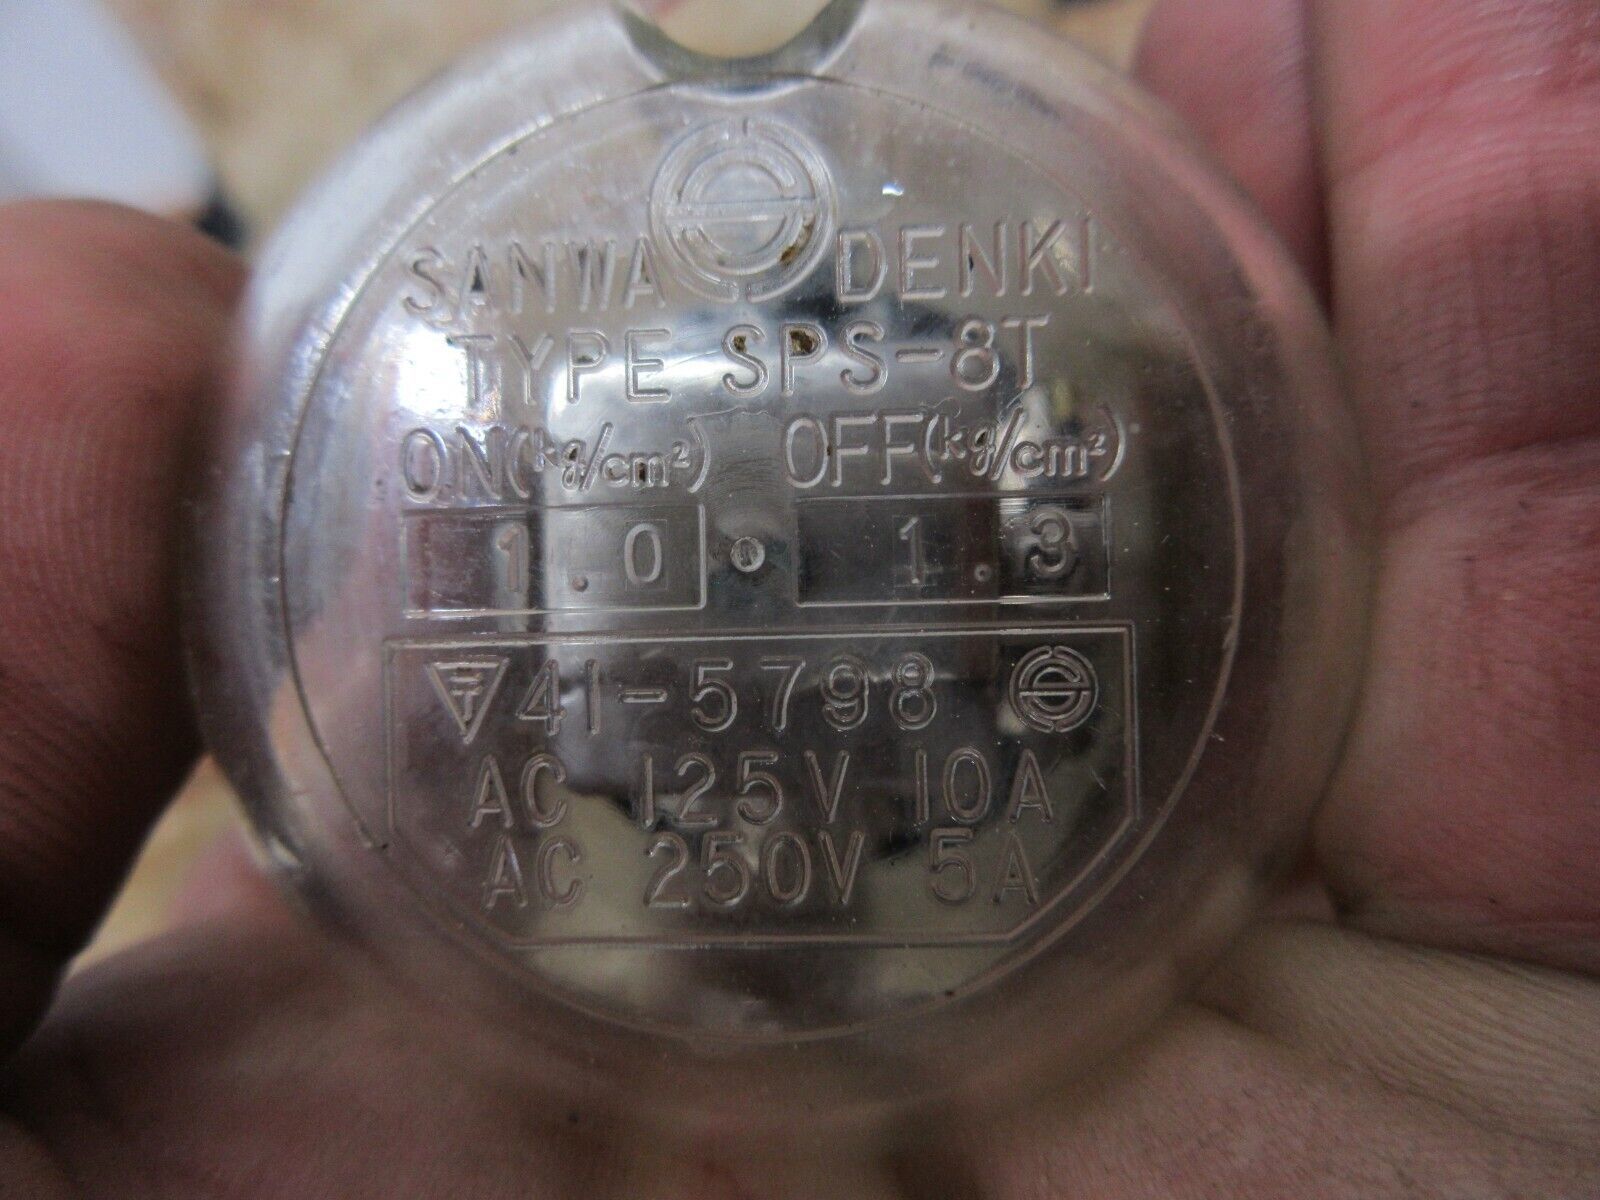 SANWA DENKI
TYPE SPS-8T
ON(kg/cm²) OFF(kg/cm²)
1.0 1.3
41-5798
AC 125V 10A
AC 250V 5A